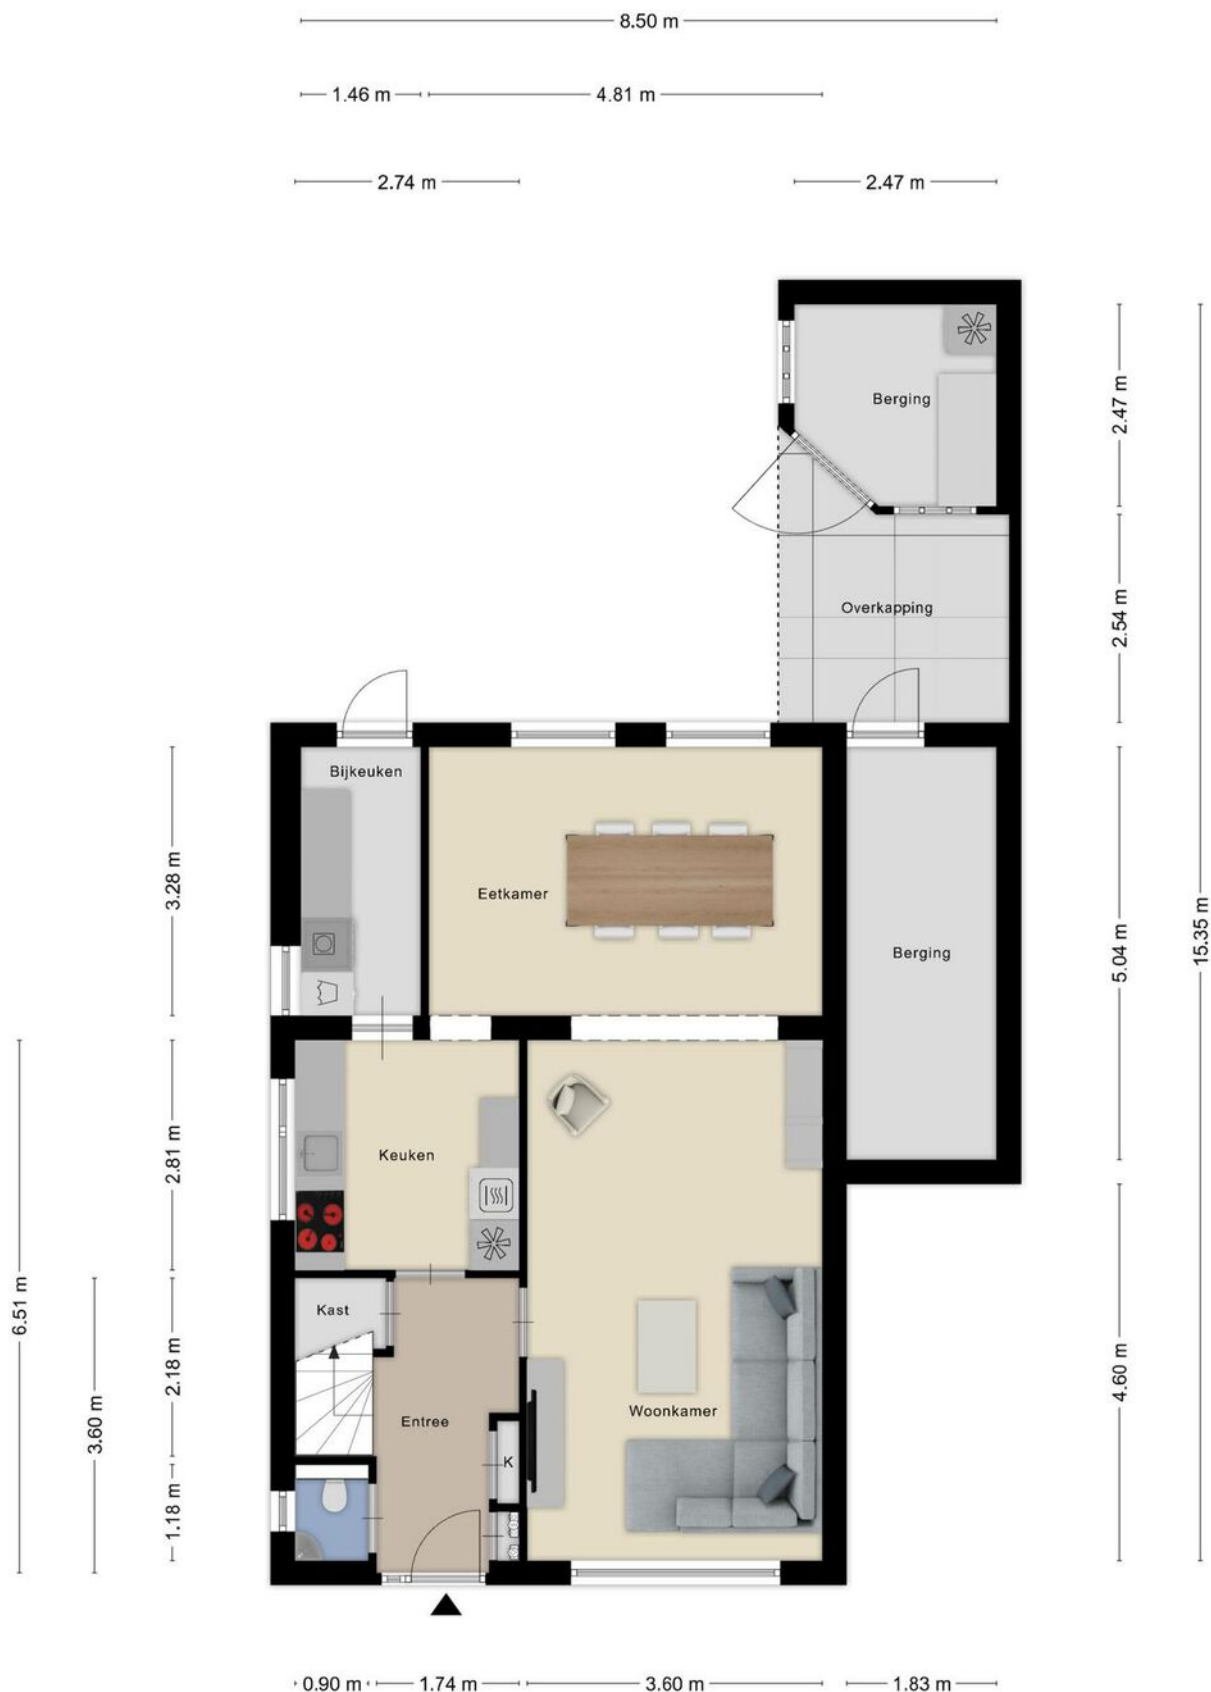 8.50 m
1.46 m
4.81 m
2.74 m
2.47 m
Berging
2.47 m
Overkapping
2.54 m
15.35 m
Bijkeuken
3.28 m
Eetkamer
Berging
5.04 m
Keuken
2.81 m
6.51 m
Kast
2.18 m
3.60 m
Entree
Woonkamer
4.60 m
K
1.18 m
0.90 m
1.74 m
3.60 m
1.83 m